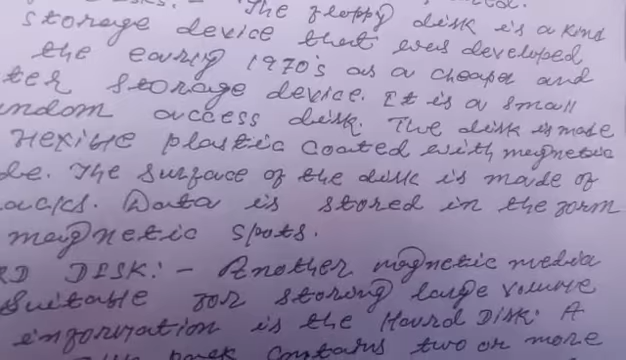 The floppy disk is a kind
storage device that was developed
the early 1970's as a cheaper and
ter storage device. It is a small
ndom access disk. The disk is made
flexible plastic coated with magnetic
de. The surface of the disk is made of
acks. Data is stored in the form
magnetic spots.
RD DISK: - Another magnetic media
Suitable for storing large volume
information is the Hard Disk. A
pack contains two or more